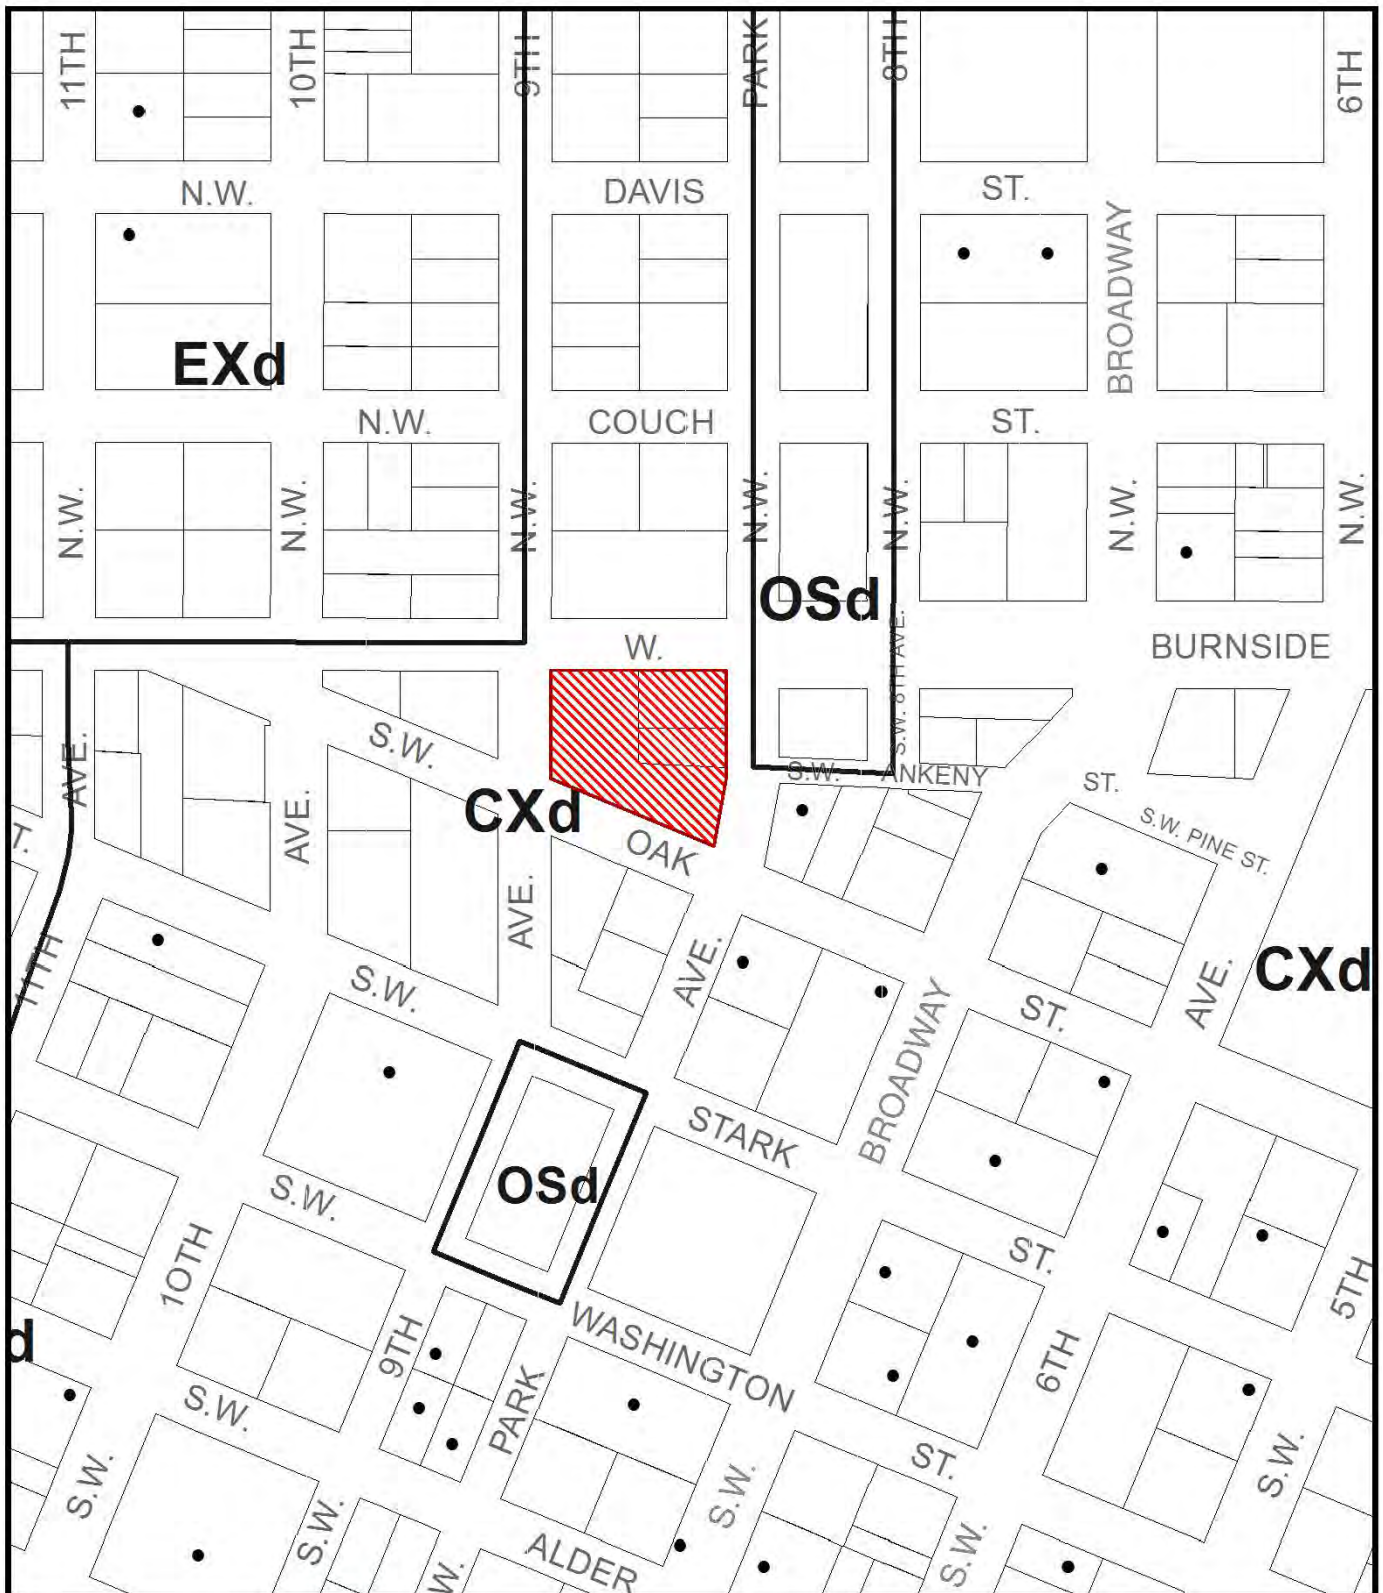 11TH
10TH
9TH
PARK
8TH
6TH
N.W.
DAVIS
ST.
BROADWAY
EXd
N.W.
COUCH
ST.
N.W.
N.W.
N.W.
N.W.
N.W.
N.W.
N.W.
OSd
W.
BURNSIDE
S.W. 8TH AVE.
S.W.
AVE.
S.W.
ANKENY
ST.
CXd
AVE.
OAK
S.W. PINE ST.
T.
AVE.
11TH
AVE.
AVE.
CXd
S.W.
BROADWAY
ST.
STARK
OSd
S.W.
10TH
ST.
5TH
d
9TH
WASHINGTON
6TH
S.W.
PARK
S.W.
S.W.
S.W.
ST.
S.W.
S.W.
ALDER
W.